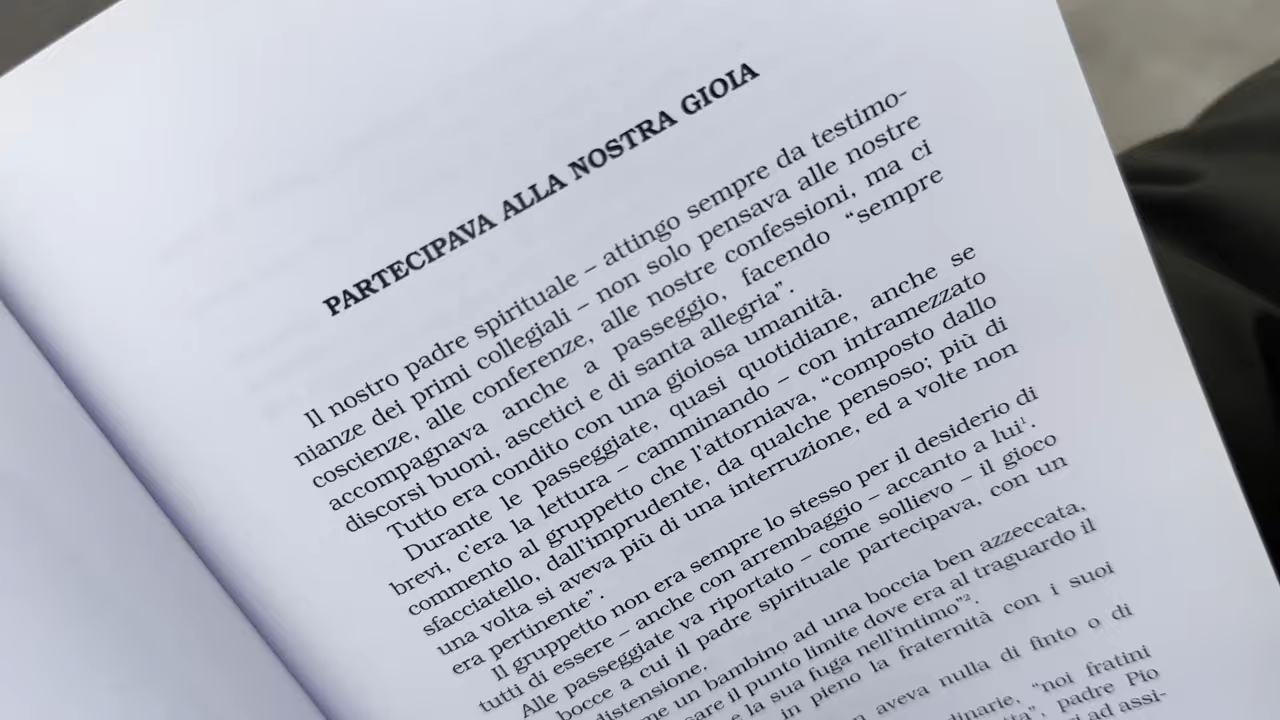 PARTECIPAVA ALLA NOSTRA GIOIA
Il nostro padre spirituale – attingo sempre da testimo-
nianze dei primi collegiali – non solo pensava alle nostre
coscienze, alle conferenze, alle nostre confessioni, ma ci
accompagnava anche a passeggio, facendo “sempre
discorsi buoni, ascetici e di santa allegria”.
Tutto era condito con una gioiosa umanità.
Durante le passeggiate, quasi quotidiane, anche se
brevi, c'era la lettura – camminando – con intramezzato
commento al gruppetto che l'attorniava, “composto dallo
sfacciatello, dall'imprudente, da qualche pensoso; più di
una volta si aveva più di una interruzione, ed a volte non
era pertinente”.
Il gruppetto non era sempre lo stesso per il desiderio di
tutti di essere – anche con arrembaggio – accanto a lui¹.
Alle passeggiate va riportato – come sollievo – il gioco
bocce a cui il padre spirituale partecipava, con un
distensione.
me un bambino ad una boccia ben azzeccata,
care il punto limite dove era al traguardo il
e la sua fuga nell'intimo”².
in pieno la fraternità con i suoi
aveva nulla di finto o di
dinarie, “noi fratini
padre Pio
ad assi-